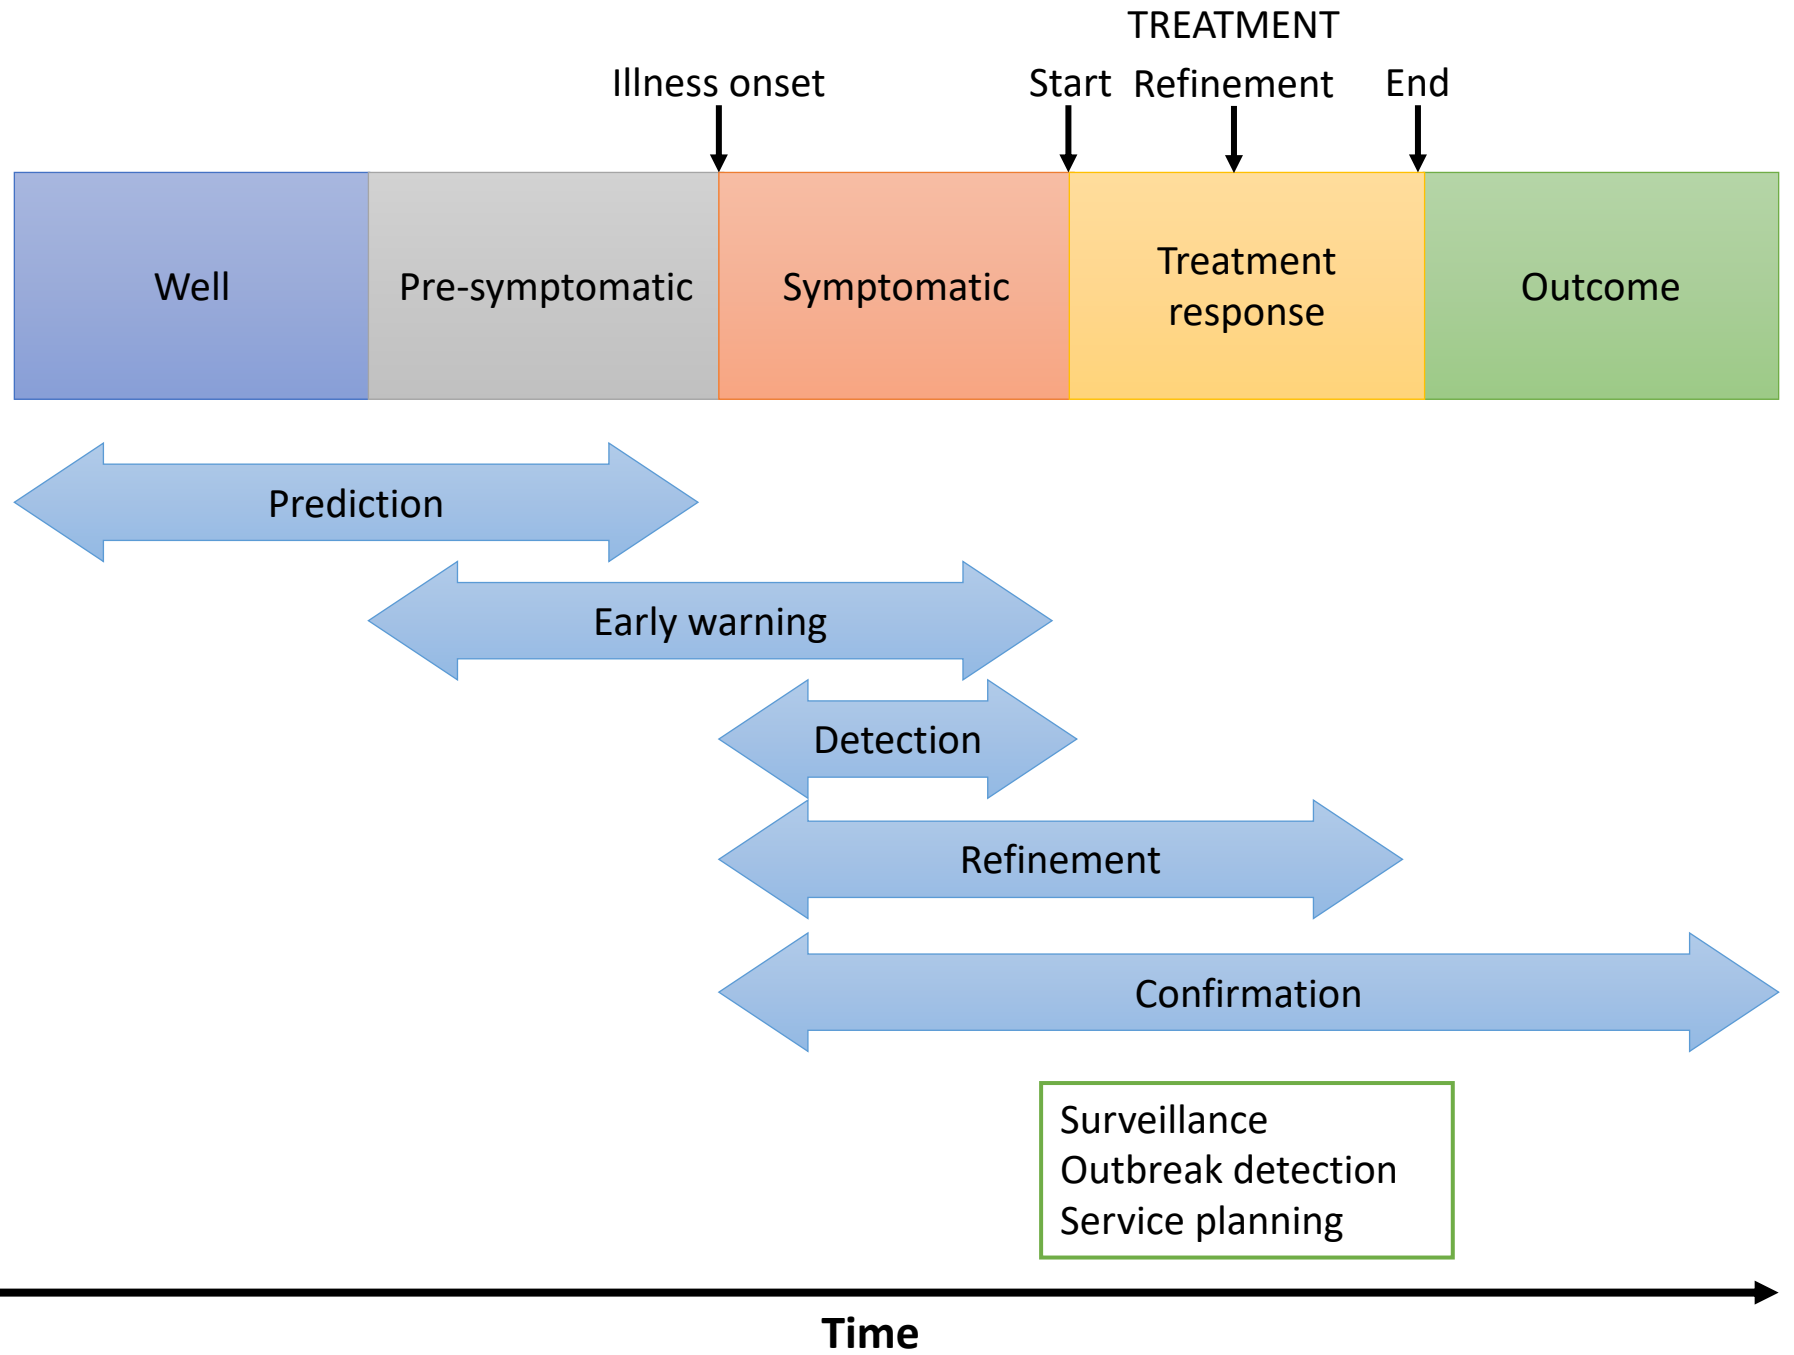 TREATMENT
Illness onset
Start
Refinement
End
Well
Pre-symptomatic
Symptomatic
Treatment
response
Outcome
Prediction
Early warning
Detection
Refinement
Confirmation
Surveillance
Outbreak detection
Service planning
Time